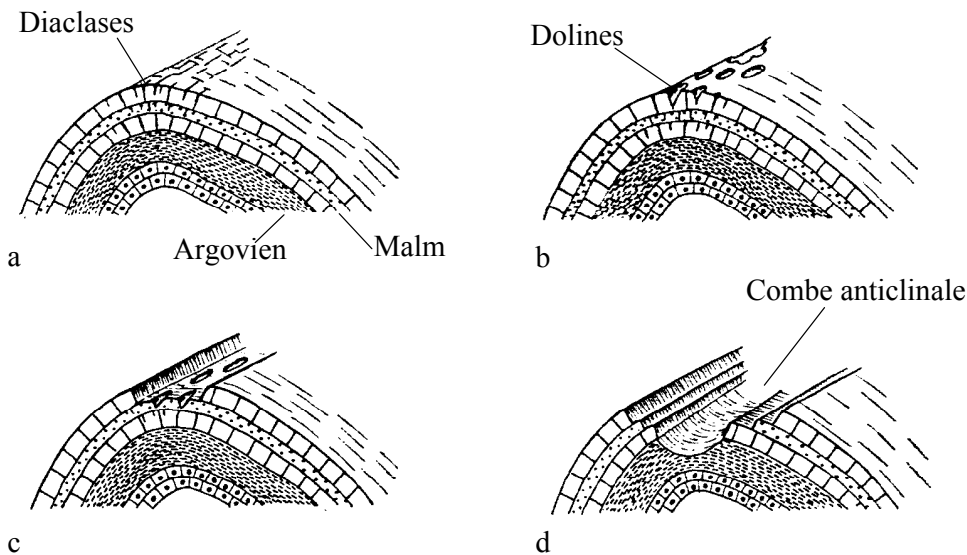 Diaclases
Dolines
Argovien
Malm
a
b
Combe anticlinale
c
d